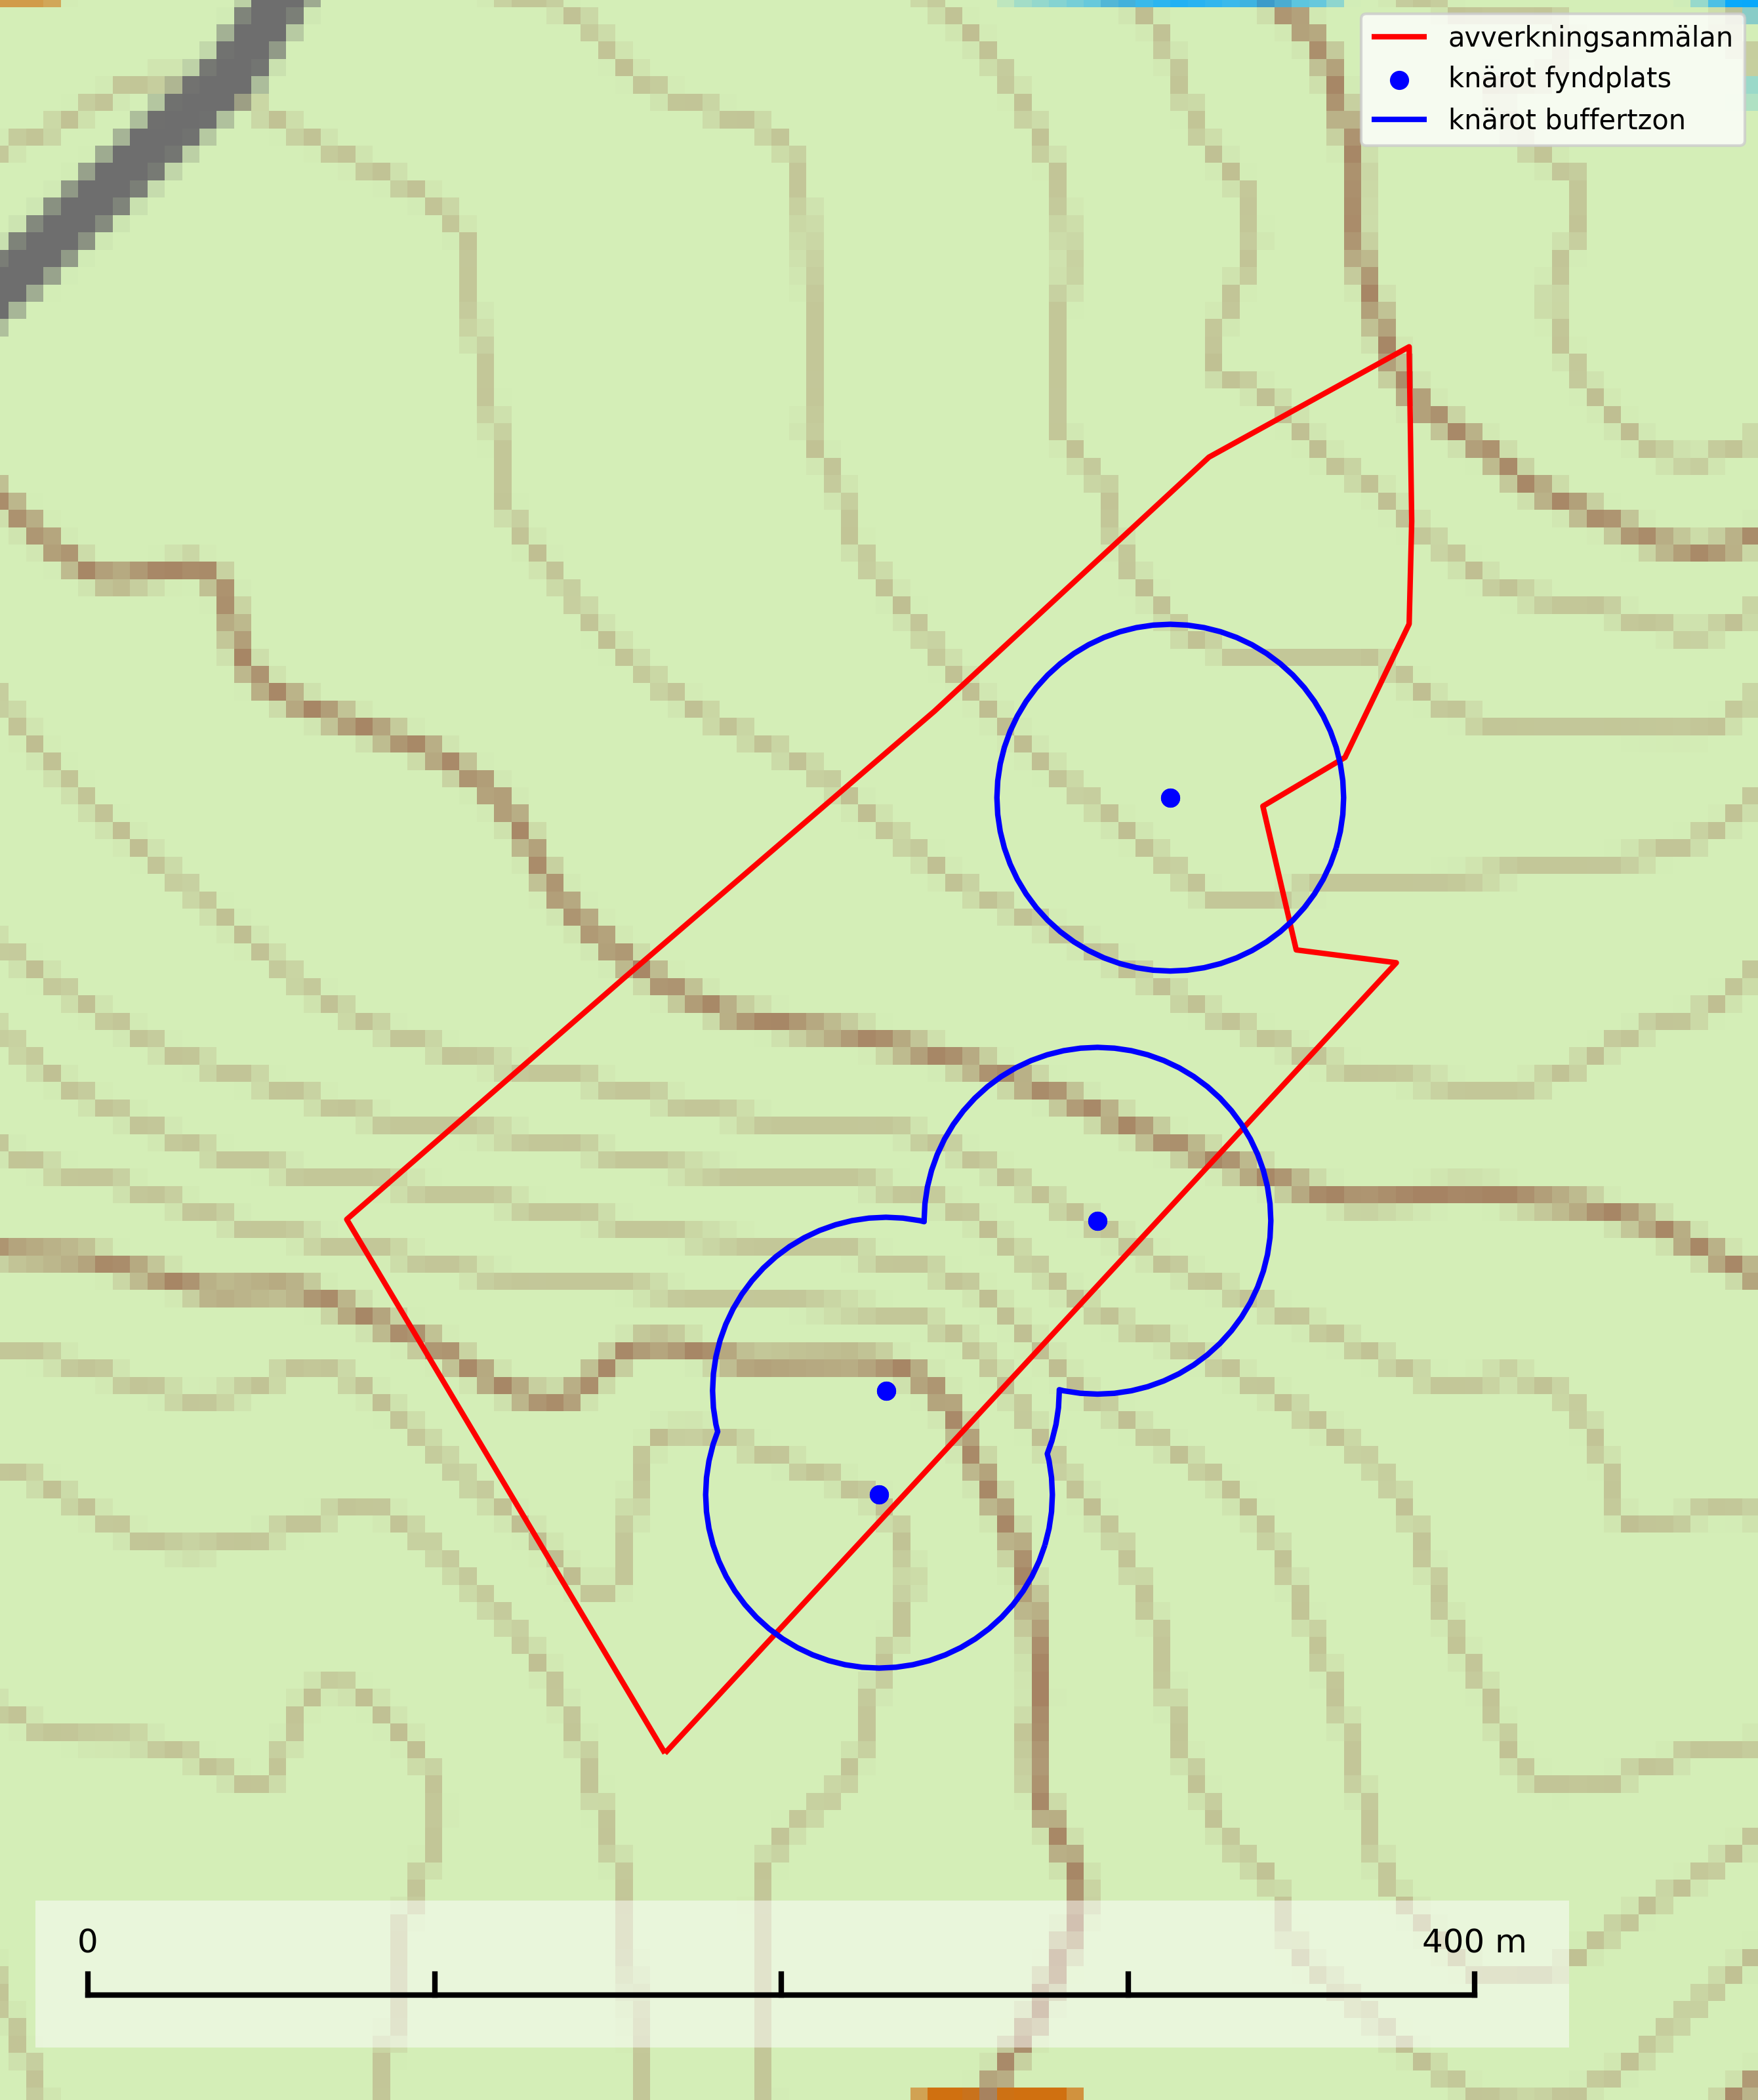 avverkningsanmälan
knärot fyndplats
knärot buffertzon
0
400 m